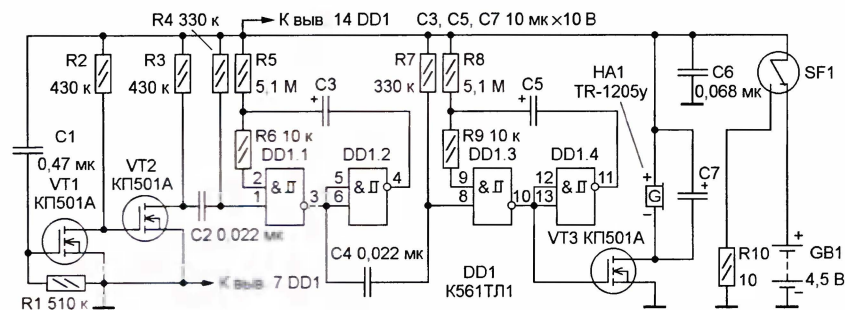 R4 330 к
К выв. 14 DD1
С3, С5, С7 10 мк ×10 В
R2
430 к
R3
430 к
R5
5,1 М
C3
+
R7
330 к
R8
5,1 М
C5
+
HA1
TR-1205y
C6
0,068 мк
SF1
C1
0,47 мк
R6 10 к
DD1.1
DD1.2
R9 10 к
DD1.3
DD1.4
C7
+
VT1
КП501А
VT2
КП501А
2
1
& 
3
5
6
& 
4
9
8
& 
10
12
13
& 
11
+
G
−
C2 0,022 мк
C4 0,022 мк
VT3 КП501А
R10
10
+
GB1
−
4,5 В
R1 510 к
К выв. 7 DD1
DD1
К561ТЛ1